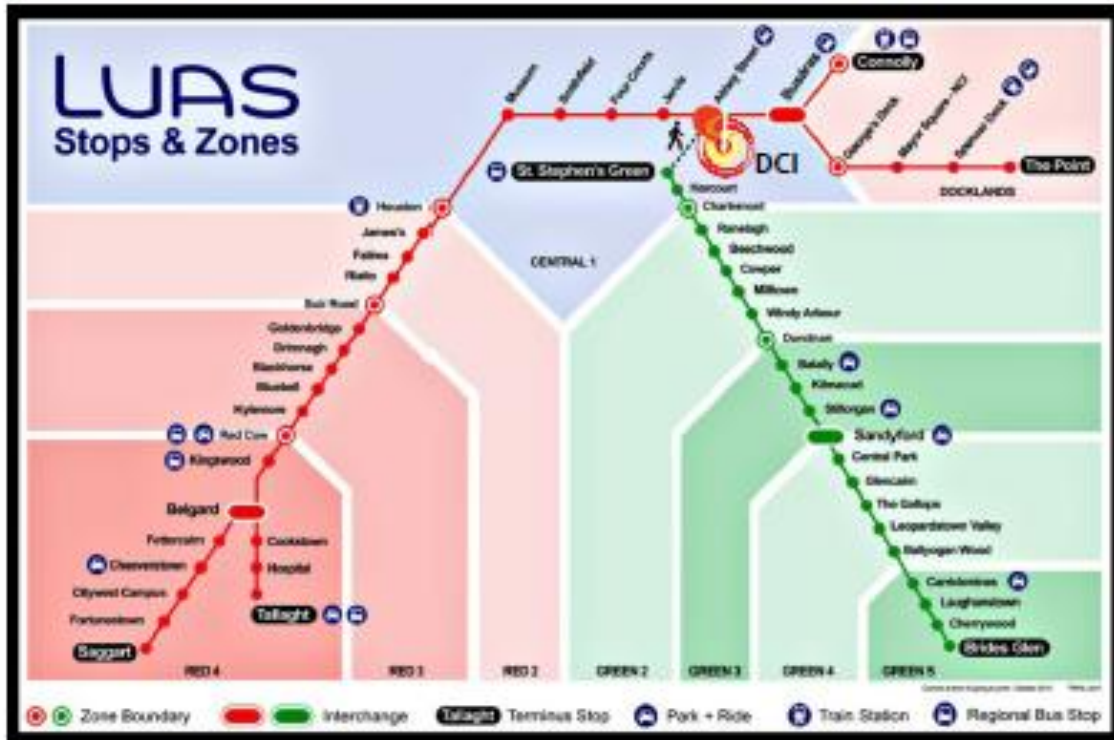 LUAS
Stops & Zones
Museum
Smithfield
Four Courts
Jervis
Abbey Street
Busáras
Connolly
George's Dock
Mayor Square - NCI
Spencer Dock
The Point
DOCKLANDS
DCI
St. Stephen's Green
Harcourt
Charlemont
Ranelagh
Beechwood
Cowper
Milltown
Windy Arbour
Dundrum
Balally
Kilmacud
Stillorgan
Sandyford
Central Park
Glencairn
The Gallops
Leopardstown Valley
Ballyogan Wood
Carrickmines
Laughanstown
Cherrywood
Brides Glen
CENTRAL 1
Heuston
James's
Fatima
Rialto
Suir Road
Goldenbridge
Drimnagh
Blackhorse
Bluebell
Kylemore
Red Cow
Kingswood
Belgard
Fettercairn
Cheeverstown
Citywest Campus
Fortunestown
Saggart
Cookstown
Hospital
Tallaght
RED 4
RED 3
RED 2
GREEN 2
GREEN 3
GREEN 4
GREEN 5
Zone Boundary
Interchange
Tallaght
Terminus Stop
Park + Ride
Train Station
Regional Bus Stop